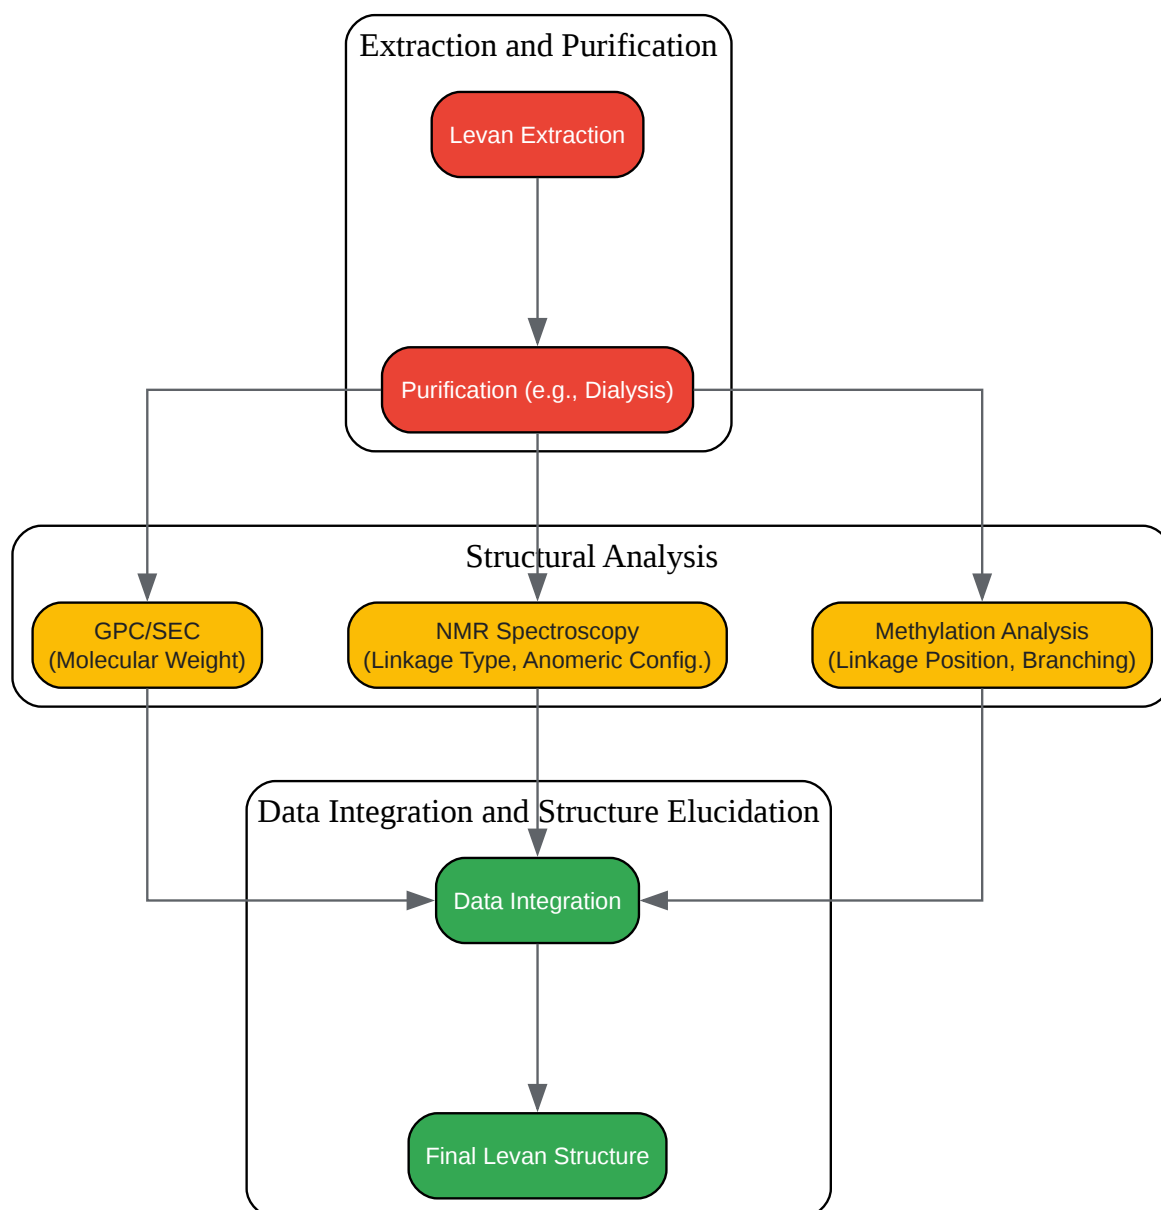 Extraction and Purification
Levan Extraction
Purification (e.g., Dialysis)
Structural Analysis
GPC/SEC
(Molecular Weight)
NMR Spectroscopy
(Linkage Type, Anomeric Config.)
Methylation Analysis
(Linkage Position, Branching)
Data Integration and Structure Elucidation
Data Integration
Final Levan Structure